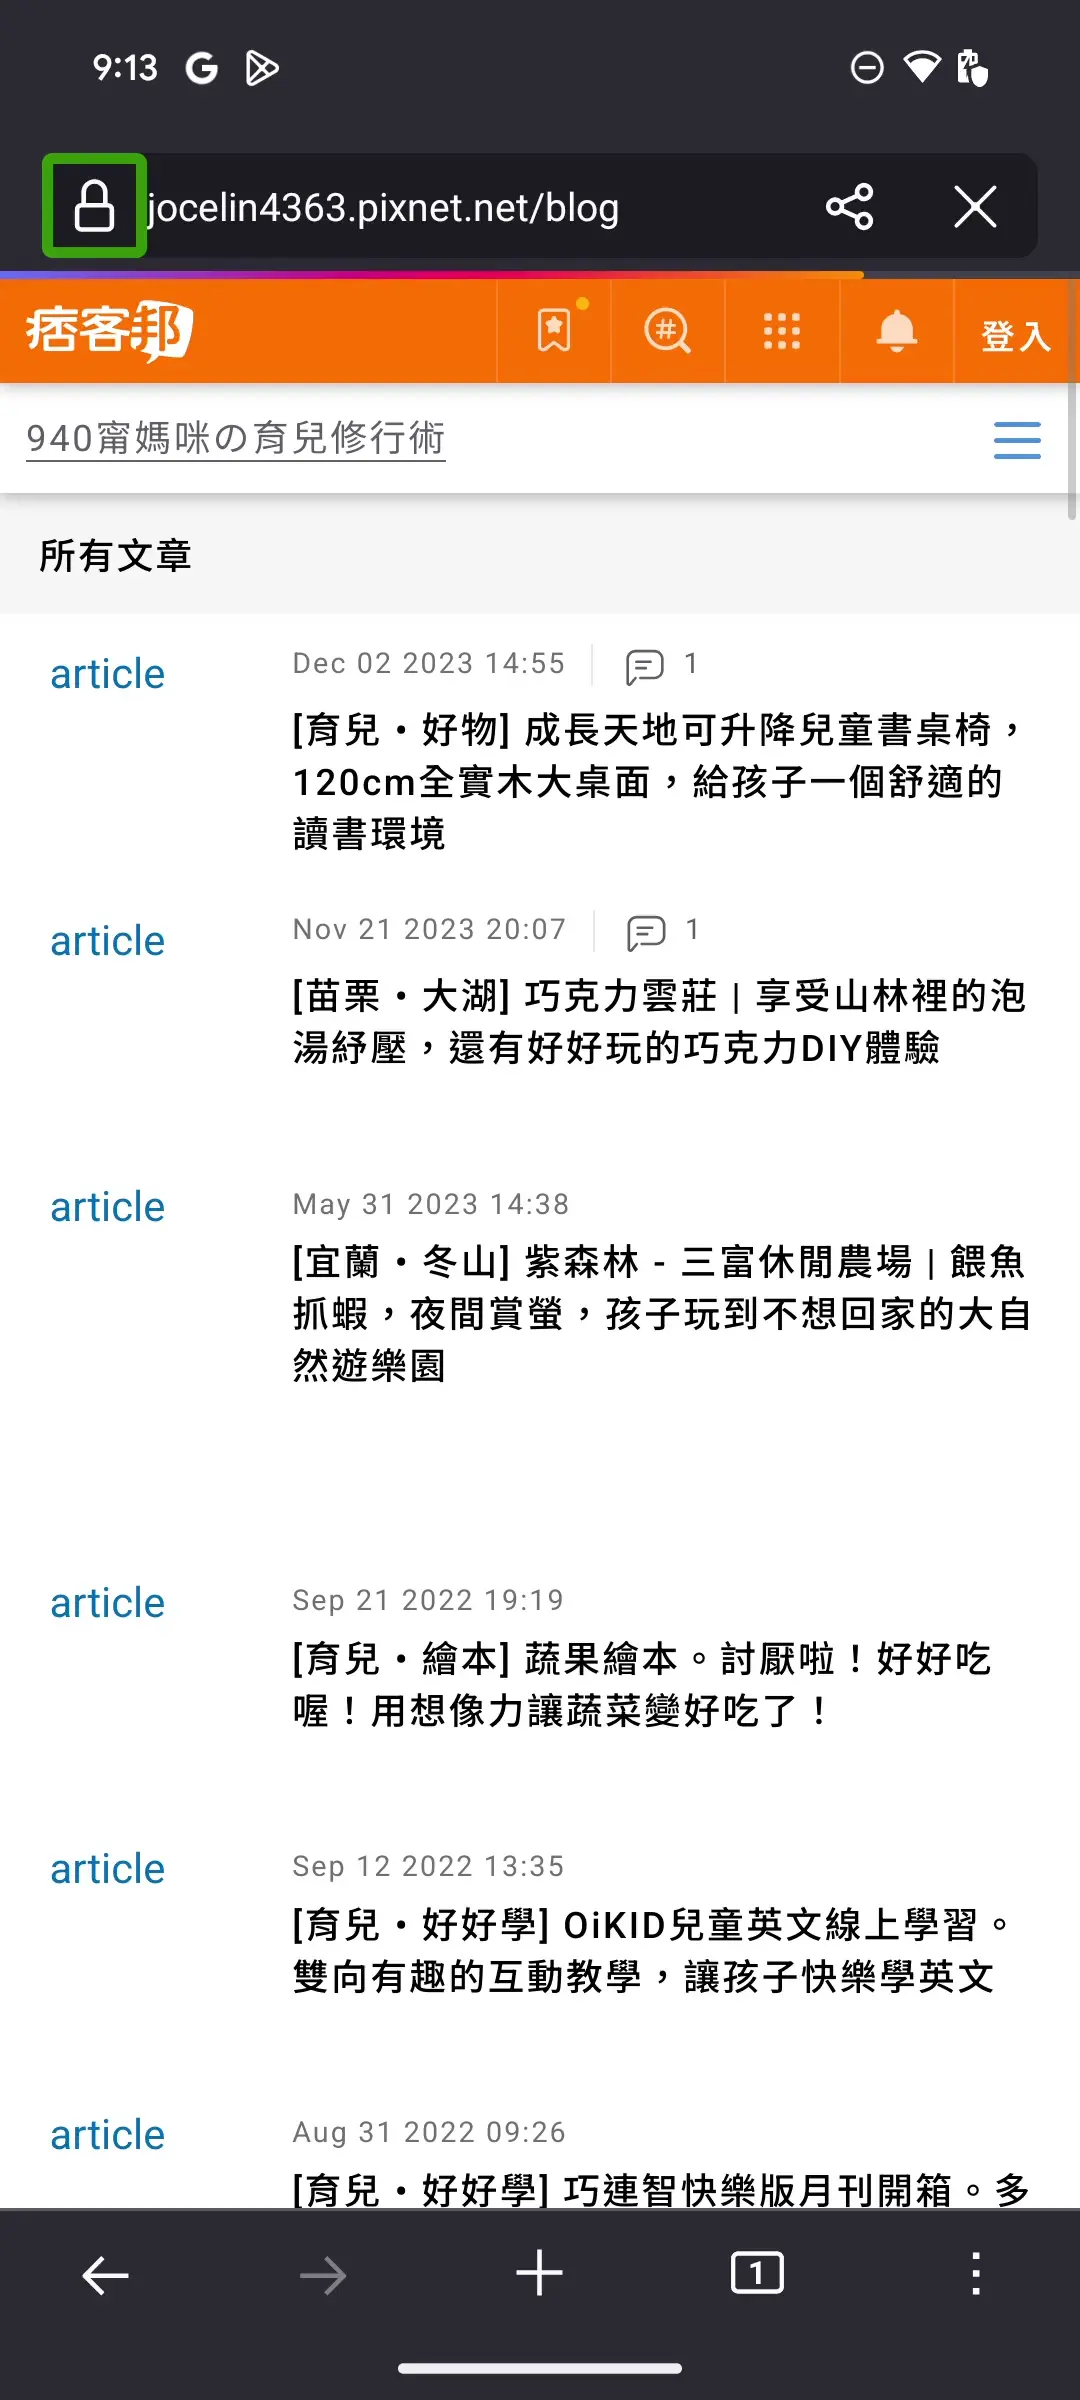 9:13
jocelin4363.pixnet.net/blog
痞客邦
登入
940甯媽咪の育兒修行術
所有文章
article
Dec 02 2023 14:55
1
[育兒・好物] 成長天地可升降兒童書桌椅，
120cm全實木大桌面，給孩子一個舒適的
讀書環境
article
Nov 21 2023 20:07
1
[苗栗・大湖] 巧克力雲莊 | 享受山林裡的泡
湯紓壓，還有好好玩的巧克力DIY體驗
article
May 31 2023 14:38
[宜蘭・冬山] 紫森林 - 三富休閒農場 | 餵魚
抓蝦，夜間賞螢，孩子玩到不想回家的大自
然遊樂園
article
Sep 21 2022 19:19
[育兒・繪本] 蔬果繪本。討厭啦！好好吃
喔！用想像力讓蔬菜變好吃了！
article
Sep 12 2022 13:35
[育兒・好好學] OiKID兒童英文線上學習。
雙向有趣的互動教學，讓孩子快樂學英文
article
Aug 31 2022 09:26
[育兒・好好學] 巧連智快樂版月刊開箱。多
1